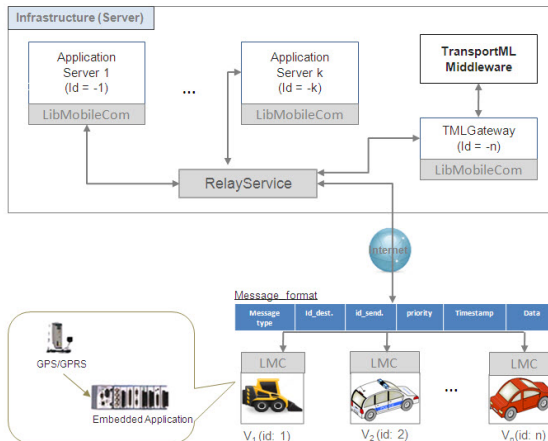 Infrastructure (Server)
Application
Server 1
(Id = -1)
LibMobileCom
...
Application
Server k
(Id = -k)
LibMobileCom
TransportML
Middleware
TMLGateway
(Id = -n)
LibMobileCom
RelayService
Internet
Message format
Message type
Id_dest.
id_send.
priority
Timestamp
Data
GPS/GPRS
Embedded Application
LMC
LMC
LMC
...
V1 (id: 1)
V2 (id: 2)
Vn (id: n)